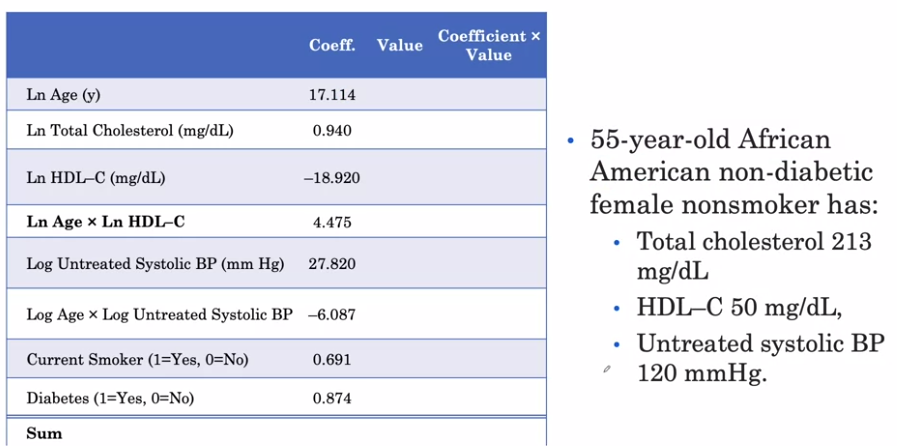 Coeff. Value Coefficient × Value
Ln Age (y) 17.114
Ln Total Cholesterol (mg/dL) 0.940
Ln HDL–C (mg/dL) –18.920
Ln Age × Ln HDL–C 4.475
Log Untreated Systolic BP (mm Hg) 27.820
Log Age × Log Untreated Systolic BP –6.087
Current Smoker (1=Yes, 0=No) 0.691
Diabetes (1=Yes, 0=No) 0.874
Sum
• 55-year-old African
American non-diabetic
female nonsmoker has:
• Total cholesterol 213
mg/dL
• HDL–C 50 mg/dL,
• Untreated systolic BP
120 mmHg.